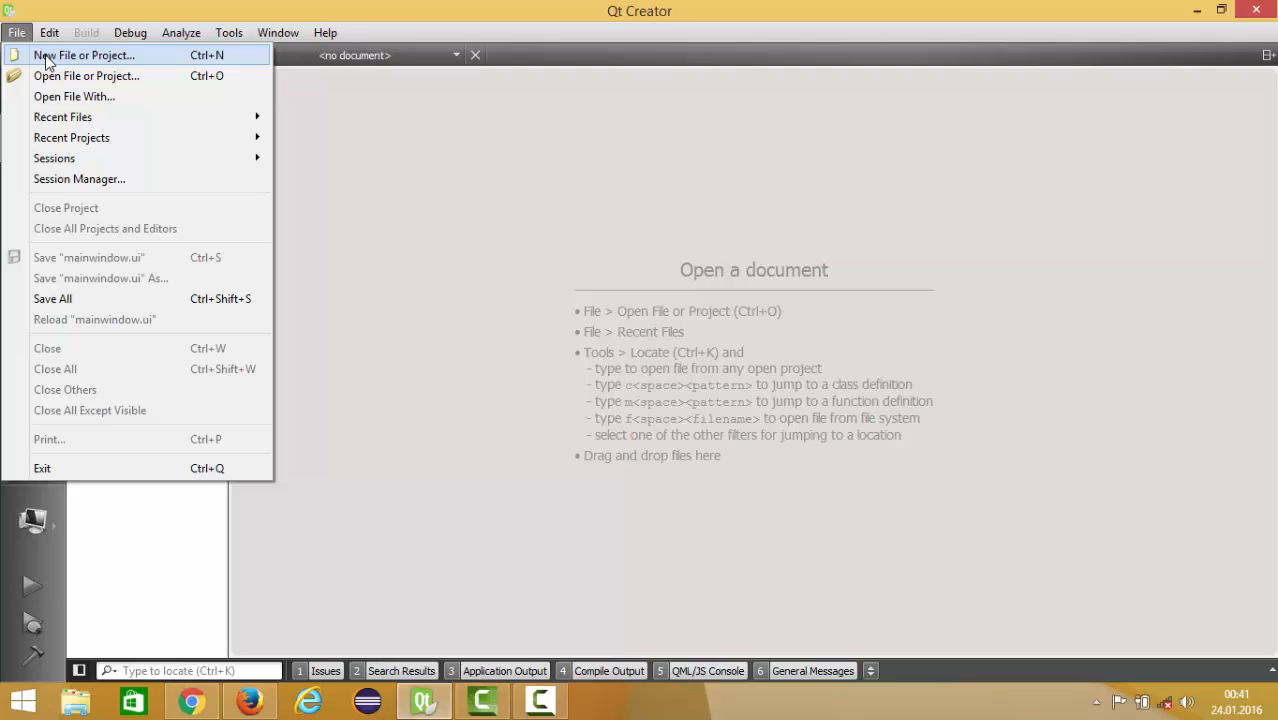 Qt Creator
File Edit Build Debug Analyze Tools Window Help
New File or Project... Ctrl+N
<no document>
Open File or Project... Ctrl+O
Open File With...
Recent Files
Recent Projects
Sessions
Session Manager...
Close Project
Close All Projects and Editors
Save "mainwindow.ui" Ctrl+S
Save "mainwindow.ui" As...
Save All Ctrl+Shift+S
Reload "mainwindow.ui"
Close Ctrl+W
Close All Ctrl+Shift+W
Close Others
Close All Except Visible
Print... Ctrl+P
Exit Ctrl+Q
Open a document
• File > Open File or Project (Ctrl+O)
• File > Recent Files
• Tools > Locate (Ctrl+K) and
- type to open file from any open project
- type c<space><pattern> to jump to a class definition
- type m<space><pattern> to jump to a function definition
- type f<space><filename> to open file from file system
- select one of the other filters for jumping to a location
• Drag and drop files here
Type to locate (Ctrl+K) 1 Issues 2 Search Results 3 Application Output 4 Compile Output 5 QML/JS Console 6 General Messages
00:41
24.01.2016